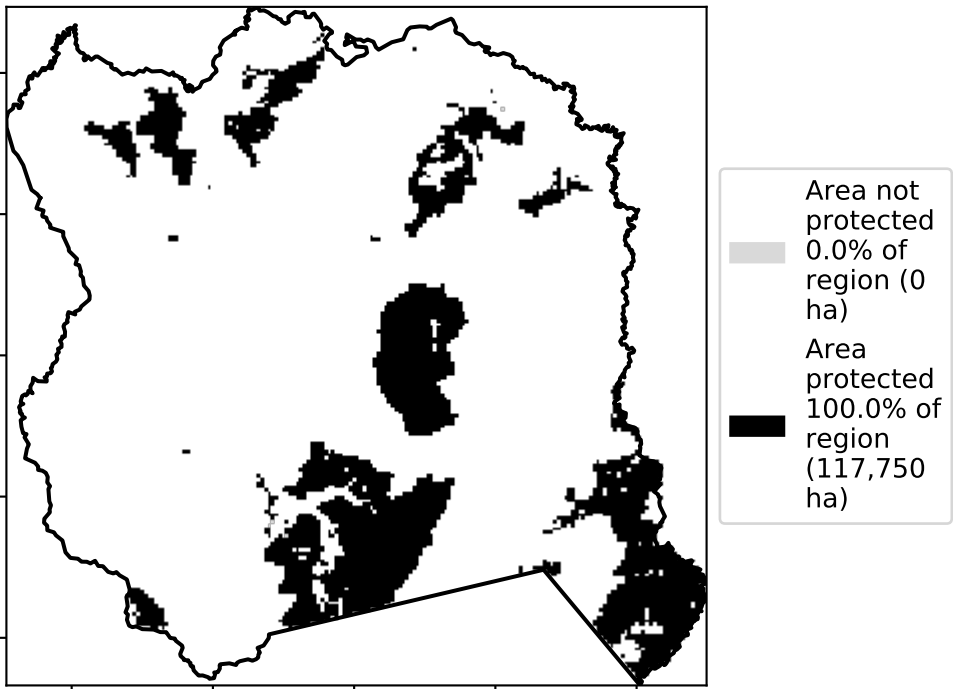 Area not
protected
0.0% of
region (0
ha)
Area
protected
100.0% of
region
(117,750
ha)